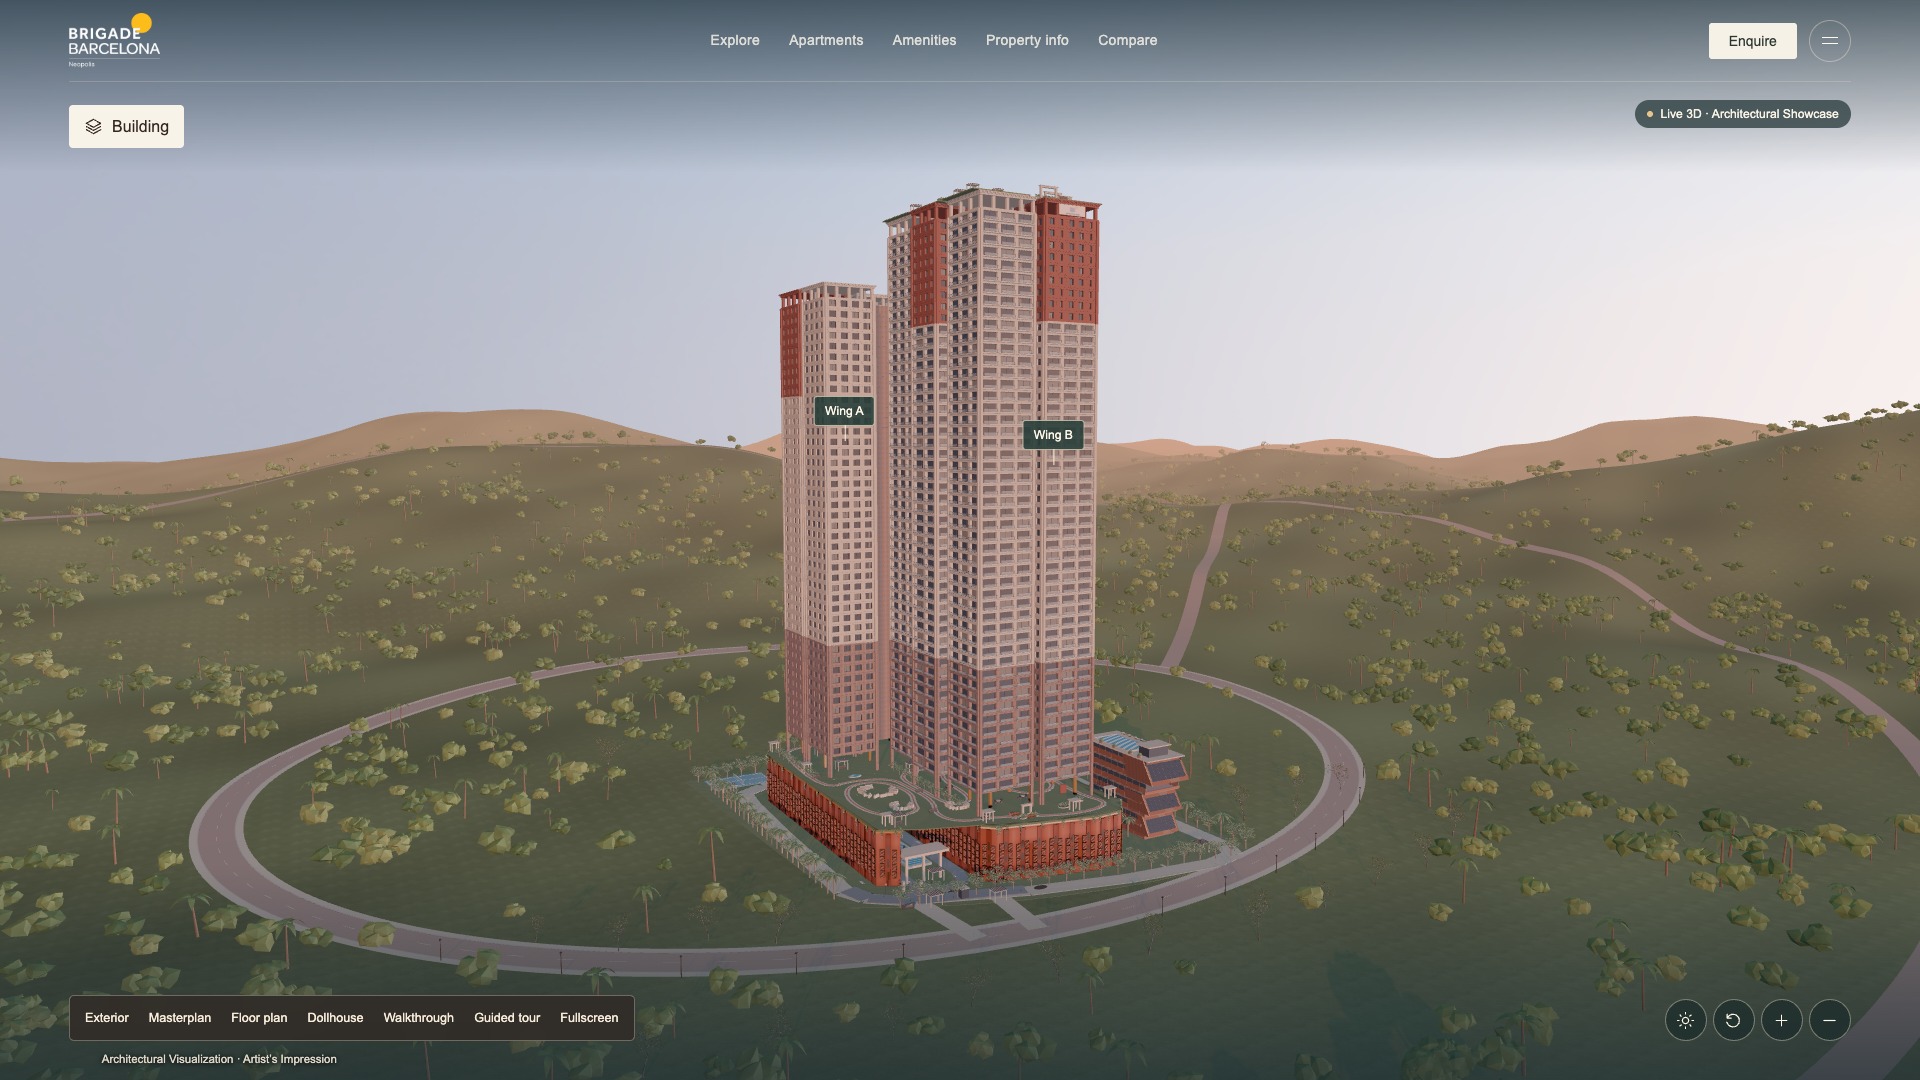 BRIGADE
BARCELONA
Neopolis
Explore
Apartments
Amenities
Property info
Compare
Enquire
Building
Live 3D · Architectural Showcase
Wing A
Wing B
Exterior
Masterplan
Floor plan
Dollhouse
Walkthrough
Guided tour
Fullscreen
Architectural Visualization · Artist's Impression